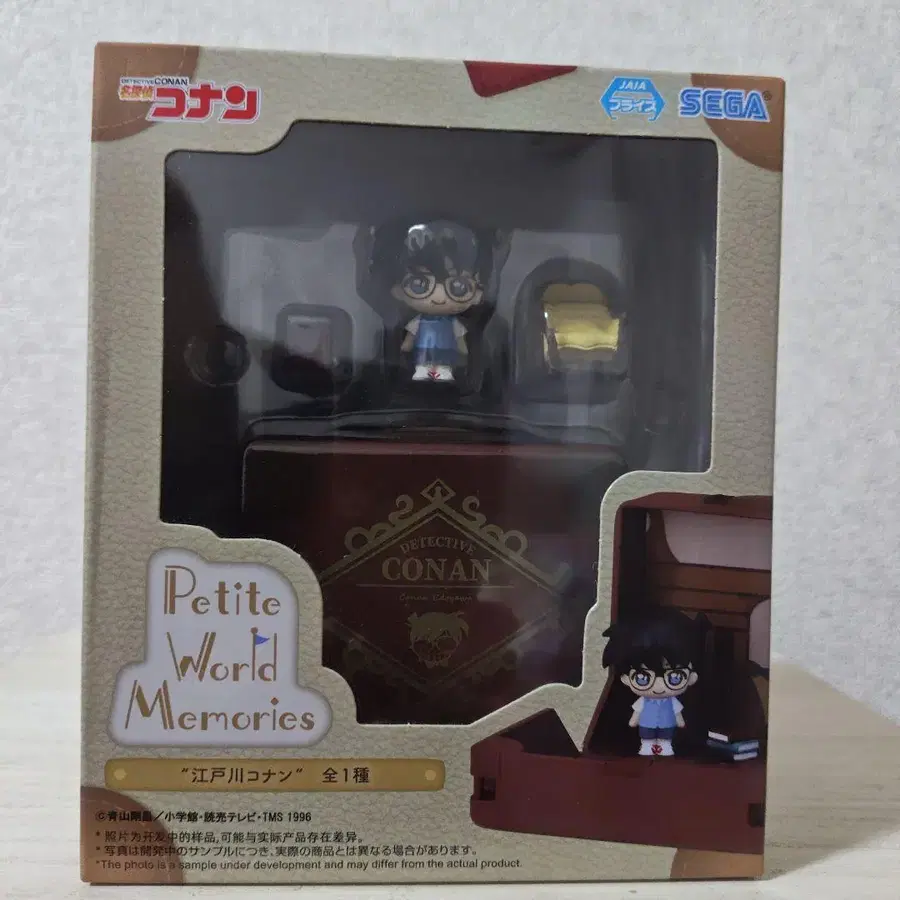 DETECTIVE CONAN
名探偵
コナン
JAIA
プライズ
SEGA®
DETECTIVE
CONAN
Conan Edogawa
Petite
World
Memories
"江戸川コナン" 全1種
©青山剛昌／小学館・読売テレビ・TMS 1996
* 照片为开发中的样品,可能与实际产品存在差异。
*写真は開発中のサンプルにつき、実際の商品とは異なる場合があります。
*The photo is a sample under development and may differ from the actual product.